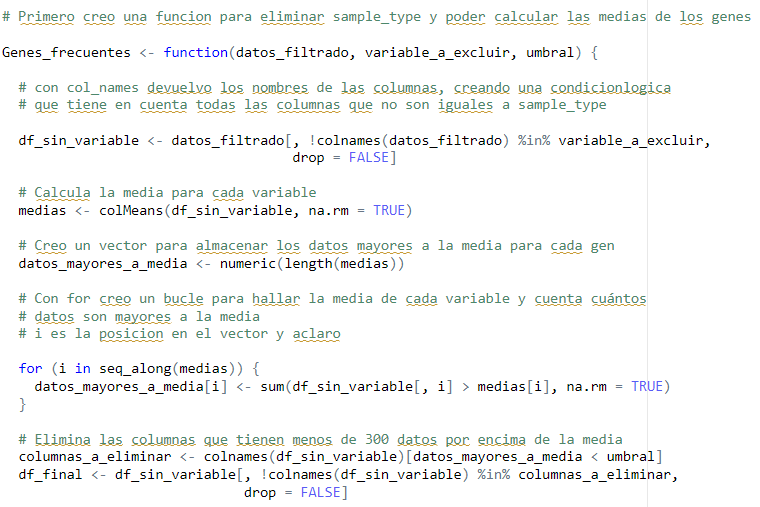 # Primero creo una funcion para eliminar sample_type y poder calcular las medias de los genes
Genes_frecuentes <- function(datos_filtrado, variable_a_excluir, umbral) {
# con col_names devuelvo los nombres de las columnas, creando una condicionlogica
# que tiene en cuenta todas las columnas que no son iguales a sample_type
df_sin_variable <- datos_filtrado[, !colnames(datos_filtrado) %in% variable_a_excluir,
drop = FALSE]
# Calcula la media para cada variable
medias <- colMeans(df_sin_variable, na.rm = TRUE)
# Creo un vector para almacenar los datos mayores a la media para cada gen
datos_mayores_a_media <- numeric(length(medias))
# Con for creo un bucle para hallar la media de cada variable y cuenta cuántos
# datos son mayores a la media
# i es la posicion en el vector y aclaro
for (i in seq_along(medias)) {
datos_mayores_a_media[i] <- sum(df_sin_variable[, i] > medias[i], na.rm = TRUE)
}
# Elimina las columnas que tienen menos de 300 datos por encima de la media
columnas_a_eliminar <- colnames(df_sin_variable)[datos_mayores_a_media < umbral]
df_final <- df_sin_variable[, !colnames(df_sin_variable) %in% columnas_a_eliminar,
drop = FALSE]